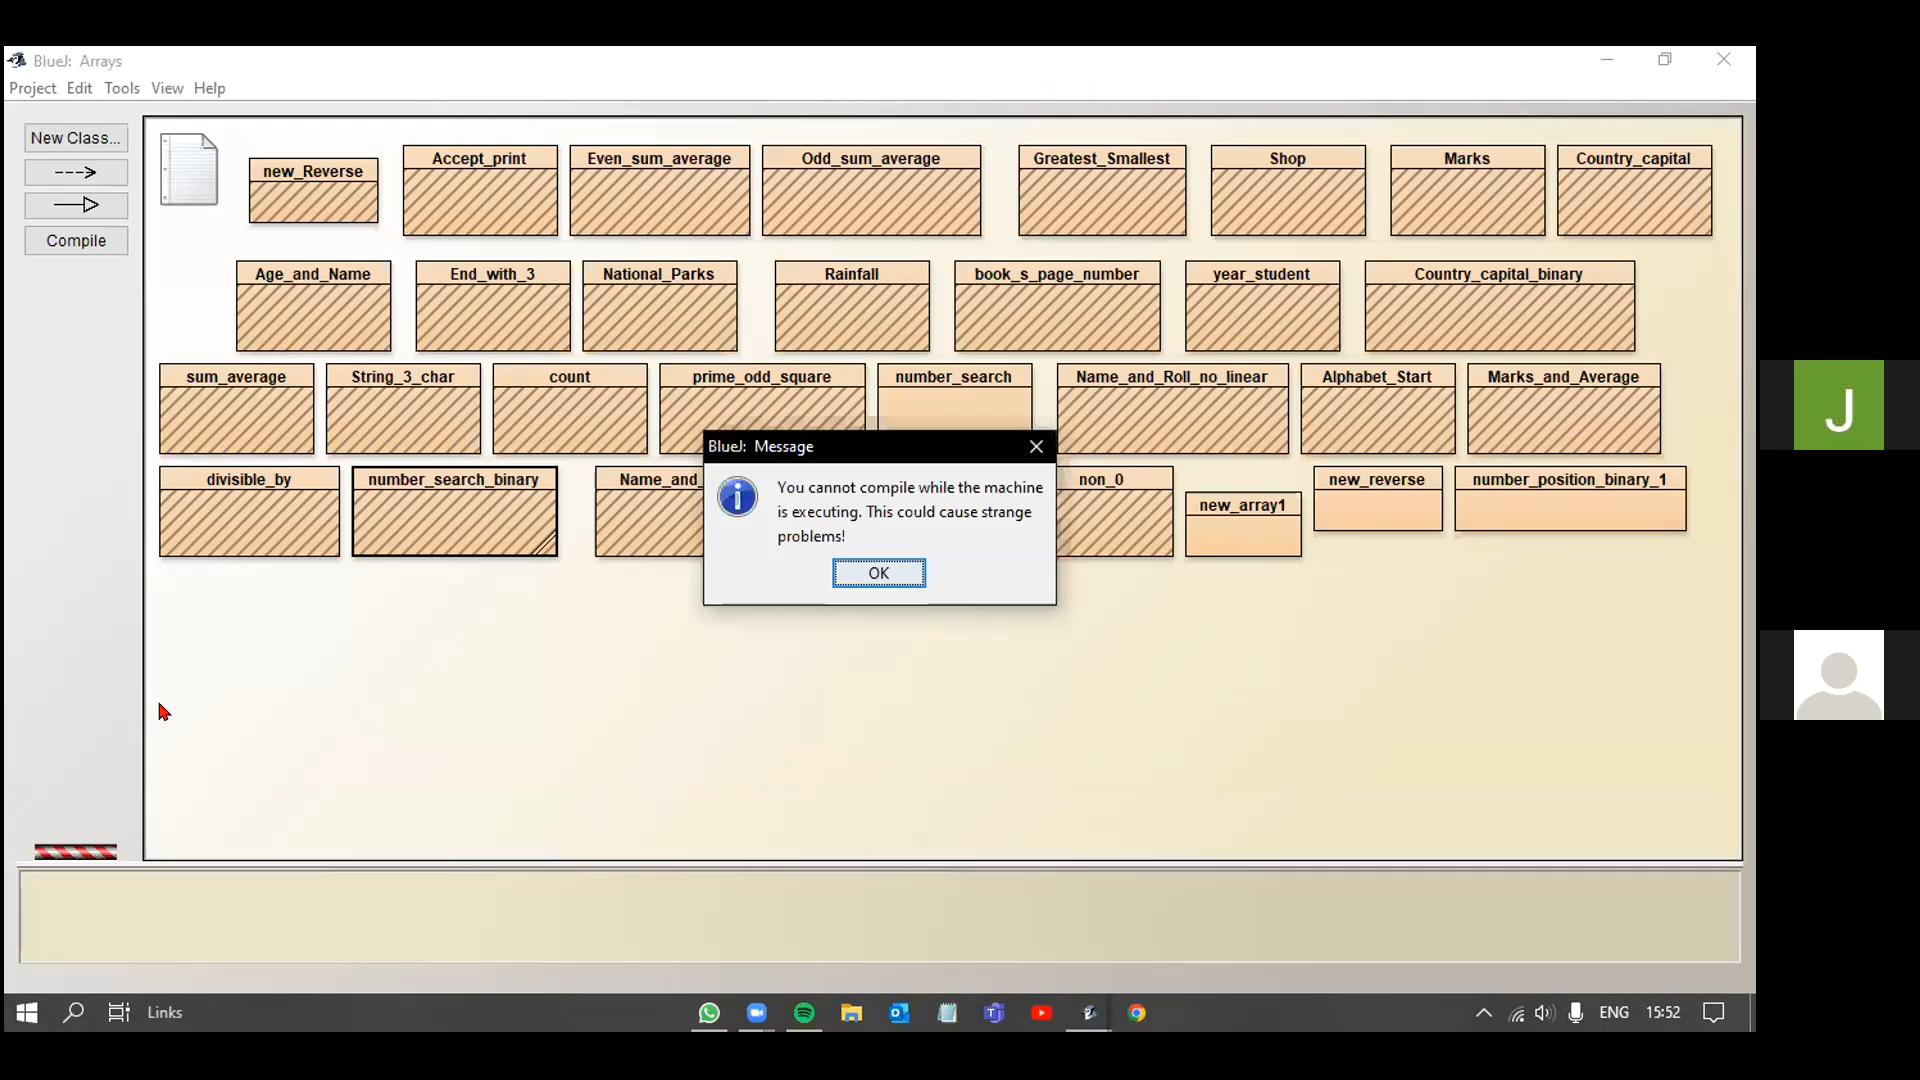 BlueJ: Arrays
Project Edit Tools View Help
New Class...
Compile
new_Reverse
Accept_print
Even_sum_average
Odd_sum_average
Greatest_Smallest
Shop
Marks
Country_capital
Age_and_Name
End_with_3
National_Parks
Rainfall
book_s_page_number
year_student
Country_capital_binary
sum_average
String_3_char
count
prime_odd_square
number_search
Name_and_Roll_no_linear
Alphabet_Start
Marks_and_Average
divisible_by
number_search_binary
Name_and_
non_0
new_array1
new_reverse
number_position_binary_1
BlueJ: Message
You cannot compile while the machine
is executing. This could cause strange
problems!
OK
J
Links
ENG
15:52